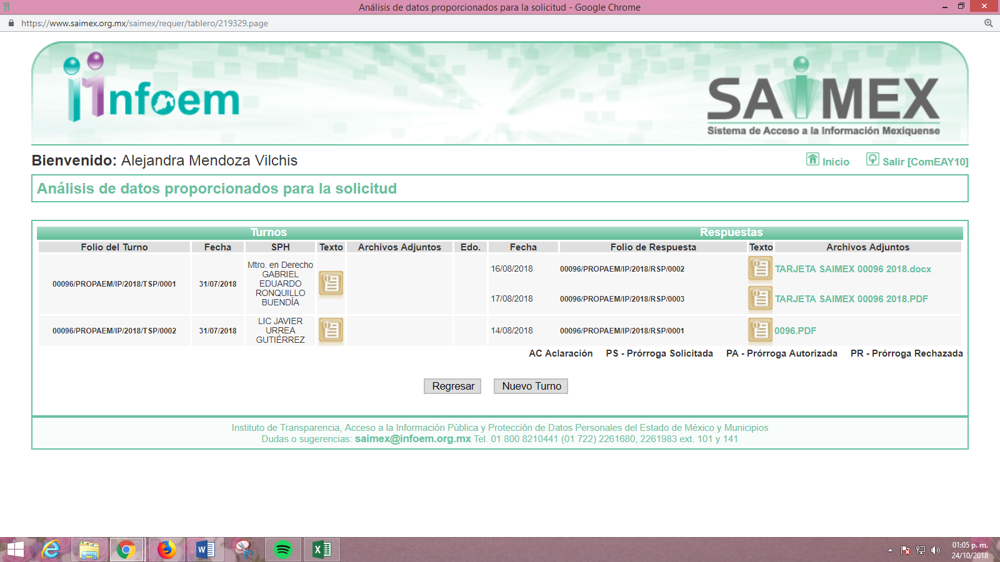 Análisis de datos proporcionados para la solicitud - Google Chrome
https://www.saimex.org.mx/saimex/requer/tablero/219329.page
infoem
SAiMEX
Sistema de Acceso a la Información Mexiquense
Bienvenido: Alejandra Mendoza Vilchis
Inicio
Salir [ComEAY10]
Análisis de datos proporcionados para la solicitud
Turnos
Respuestas
Folio del Turno
Fecha
SPH
Texto
Archivos Adjuntos
Edo.
Fecha
Folio de Respuesta
Texto
Archivos Adjuntos
00096/PROPAEM/IP/2018/TSP/0001
31/07/2018
Mtro. en Derecho
GABRIEL
EDUARDO
RONQUILLO
BUENDÍA
16/08/2018
00096/PROPAEM/IP/2018/RSP/0002
TARJETA SAIMEX 00096 2018.docx
17/08/2018
00096/PROPAEM/IP/2018/RSP/0003
TARJETA SAIMEX 00096 2018.PDF
00096/PROPAEM/IP/2018/TSP/0002
31/07/2018
LIC JAVIER
URREA
GUTIÉRREZ
14/08/2018
00096/PROPAEM/IP/2018/RSP/0001
0096.PDF
AC Aclaración
PS - Prórroga Solicitada
PA - Prórroga Autorizada
PR - Prórroga Rechazada
Regresar
Nuevo Turno
Instituto de Transparencia, Acceso a la Información Pública y Protección de Datos Personales del Estado de México y Municipios
Dudas o sugerencias: saimex@infoem.org.mx Tel. 01 800 8210441 (01 722) 2261680, 2261983 ext. 101 y 141
01:05 p. m.
24/10/2018